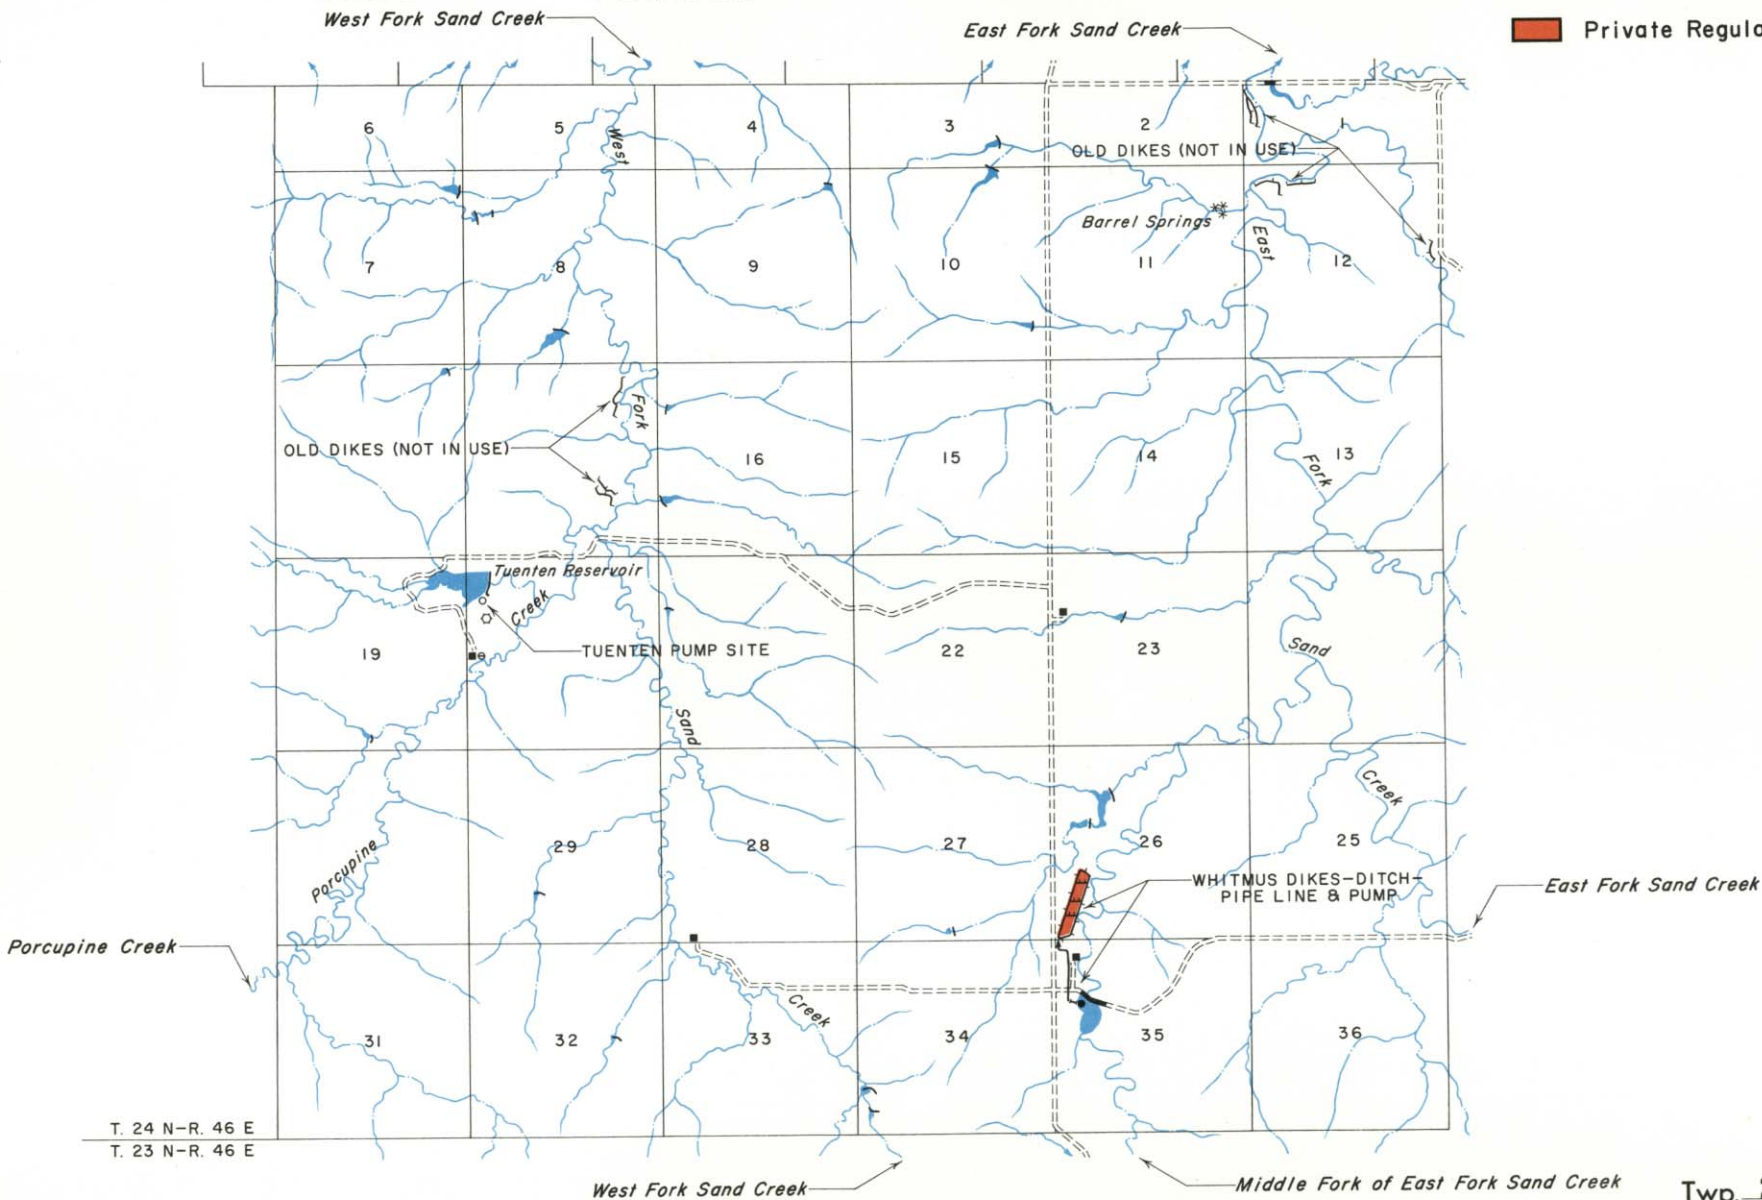 West Fork Sand Creek
East Fork Sand Creek
Private Regula
6
5
4
3
2
1
West
OLD DIKES (NOT IN USE)
Barrel Springs
East
7
8
9
10
11
12
Fork
OLD DIKES (NOT IN USE)
16
15
14
13
Fork
Tuenten Reservoir
Creek
TUENTEN PUMP SITE
19
22
23
Sand
Sand
Creek
29
28
27
26
25
Porcupine
WHITMUS DIKES-DITCH-
PIPE LINE & PUMP
East Fork Sand Creek
Porcupine Creek
Creek
31
32
33
34
35
36
T. 24 N-R. 46 E
T. 23 N-R. 46 E
West Fork Sand Creek
Middle Fork of East Fork Sand Creek
Twp.